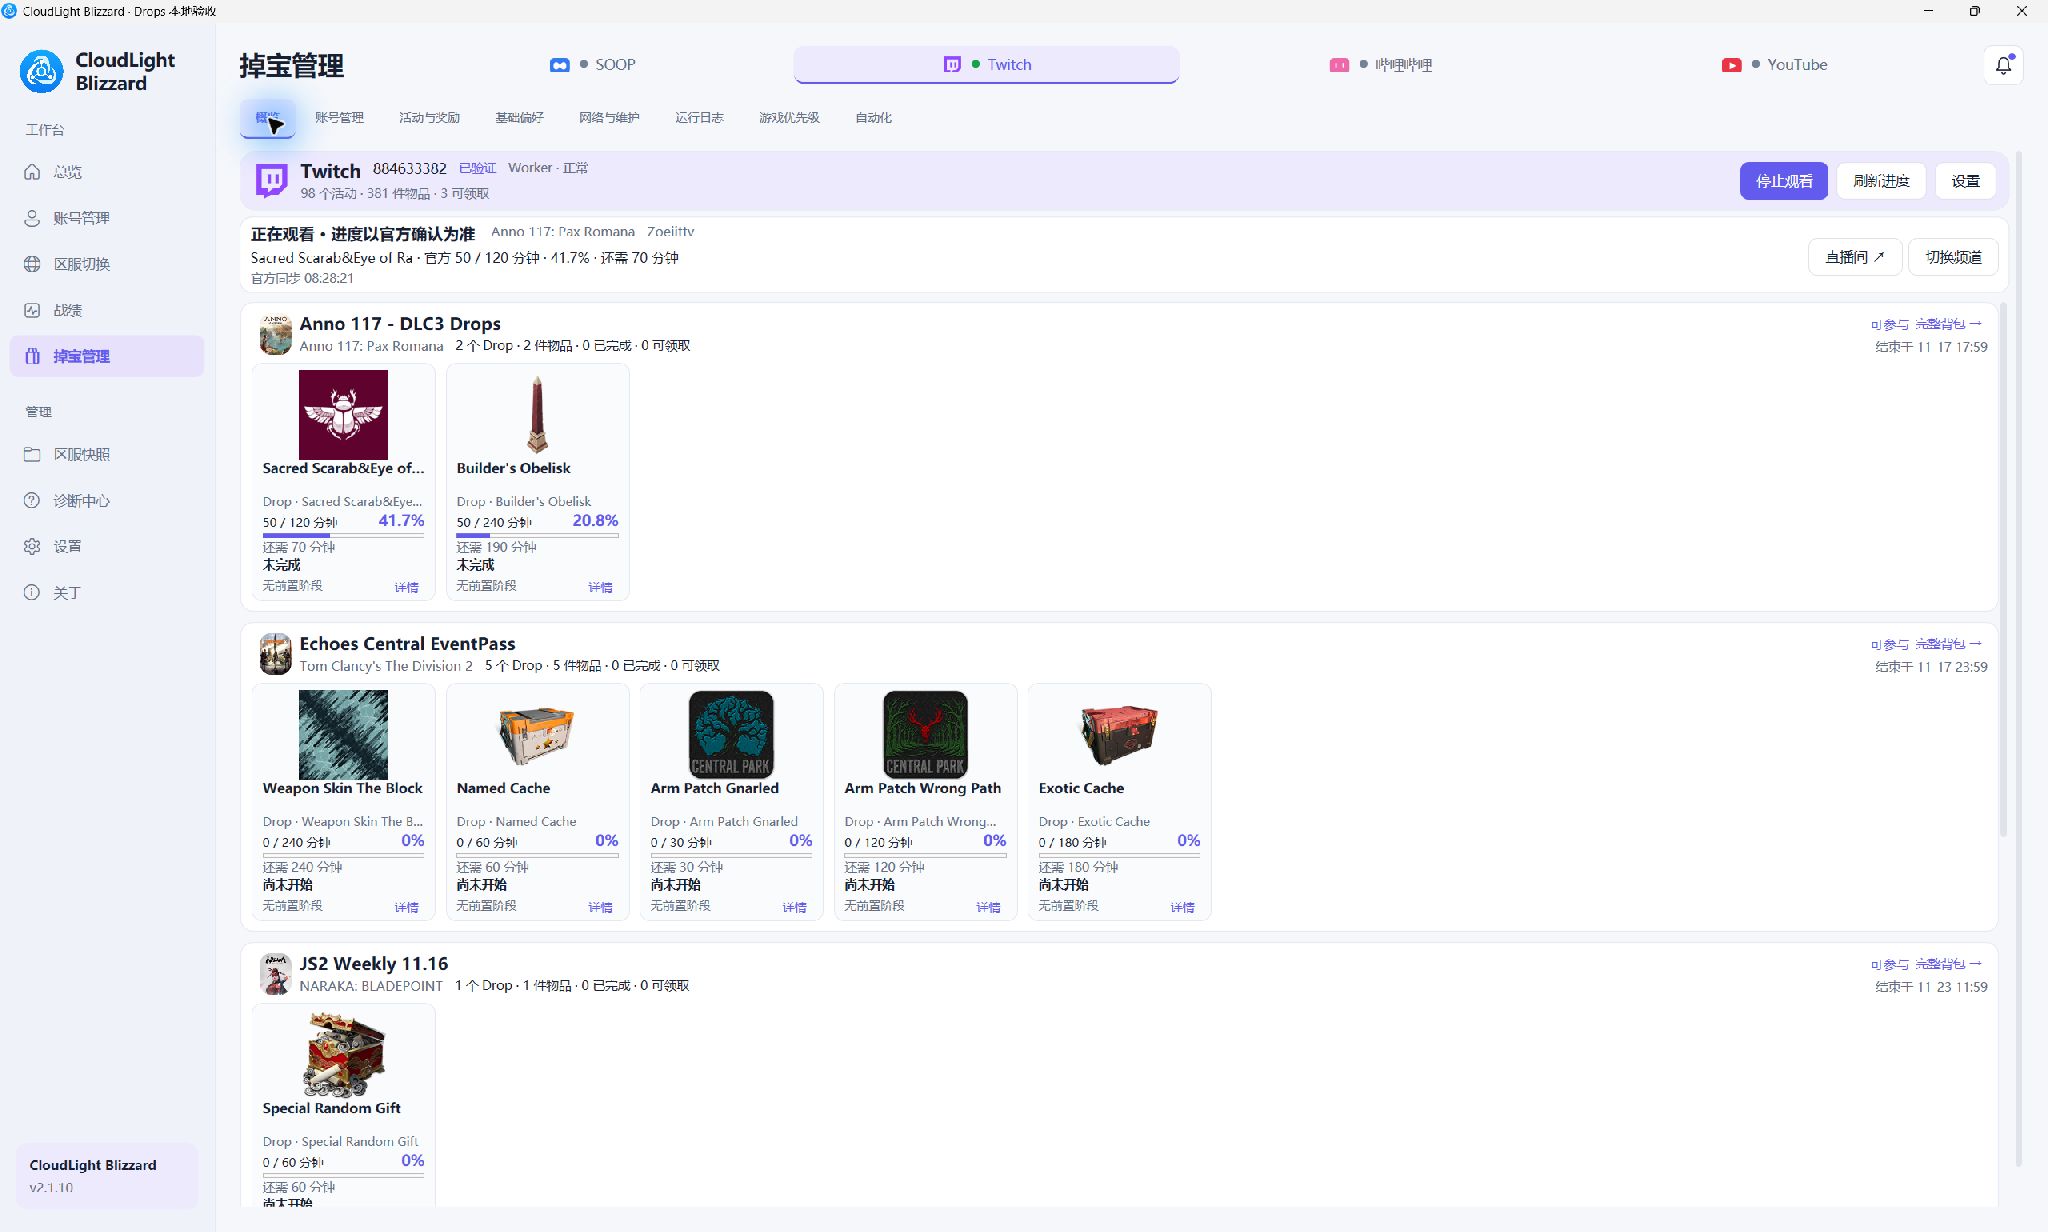 CloudLight Blizzard · Drops 本地验收
CloudLight Blizzard
工作台
总览
账号管理
区服切换
战绩
掉宝管理
管理
区服快照
诊断中心
设置
关于
CloudLight Blizzard
v2.1.10
掉宝管理
SOOP
Twitch
哔哩哔哩
YouTube
概览 账号管理 活动与奖励 基础偏好 网络与维护 运行日志 游戏优先级 自动化
Twitch 884633382 已验证 Worker · 正常
98 个活动 · 381 件物品 · 3 可领取
停止观看 刷新进度 设置
正在观看 · 进度以官方确认为准 Anno 117: Pax Romana Zoeiittv
Sacred Scarab&Eye of Ra · 官方 50 / 120 分钟 · 41.7% · 还需 70 分钟
官方同步 08:28:21
直播间 ↗ 切换频道
Anno 117 - DLC3 Drops
Anno 117: Pax Romana 2 个 Drop · 2 件物品 · 0 已完成 · 0 可领取
可参与 完整背包 →
结束于 11-17 17:59
Sacred Scarab&Eye of...
Drop · Sacred Scarab&Eye...
50 / 120 分钟 41.7%
还需 70 分钟
未完成
无前置阶段 详情
Builder's Obelisk
Drop · Builder's Obelisk
50 / 240 分钟 20.8%
还需 190 分钟
未完成
无前置阶段 详情
Echoes Central EventPass
Tom Clancy's The Division 2 5 个 Drop · 5 件物品 · 0 已完成 · 0 可领取
可参与 完整背包 →
结束于 11-17 23:59
Weapon Skin The Block
Drop · Weapon Skin The B...
0 / 240 分钟 0%
还需 240 分钟
尚未开始
无前置阶段 详情
Named Cache
Drop · Named Cache
0 / 60 分钟 0%
还需 60 分钟
尚未开始
无前置阶段 详情
CENTRAL PARK
Arm Patch Gnarled
Drop · Arm Patch Gnarled
0 / 30 分钟 0%
还需 30 分钟
尚未开始
无前置阶段 详情
CENTRAL PARK
Arm Patch Wrong Path
Drop · Arm Patch Wrong...
0 / 120 分钟 0%
还需 120 分钟
尚未开始
无前置阶段 详情
Exotic Cache
Drop · Exotic Cache
0 / 180 分钟 0%
还需 180 分钟
尚未开始
无前置阶段 详情
JS2 Weekly 11.16
NARAKA: BLADEPOINT 1 个 Drop · 1 件物品 · 0 已完成 · 0 可领取
可参与 完整背包 →
结束于 11-23 11:59
Special Random Gift
Drop · Special Random Gift
0 / 60 分钟 0%
还需 60 分钟
尚未开始